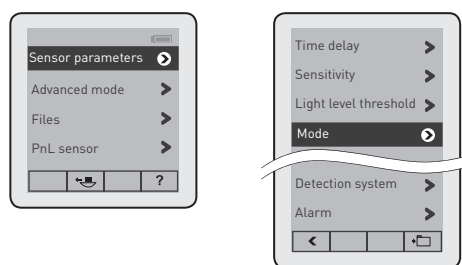 Sensor parameters
Advanced mode
Files
PnL sensor
?
Time delay
Sensitivity
Light level threshold
Mode
Detection system
Alarm